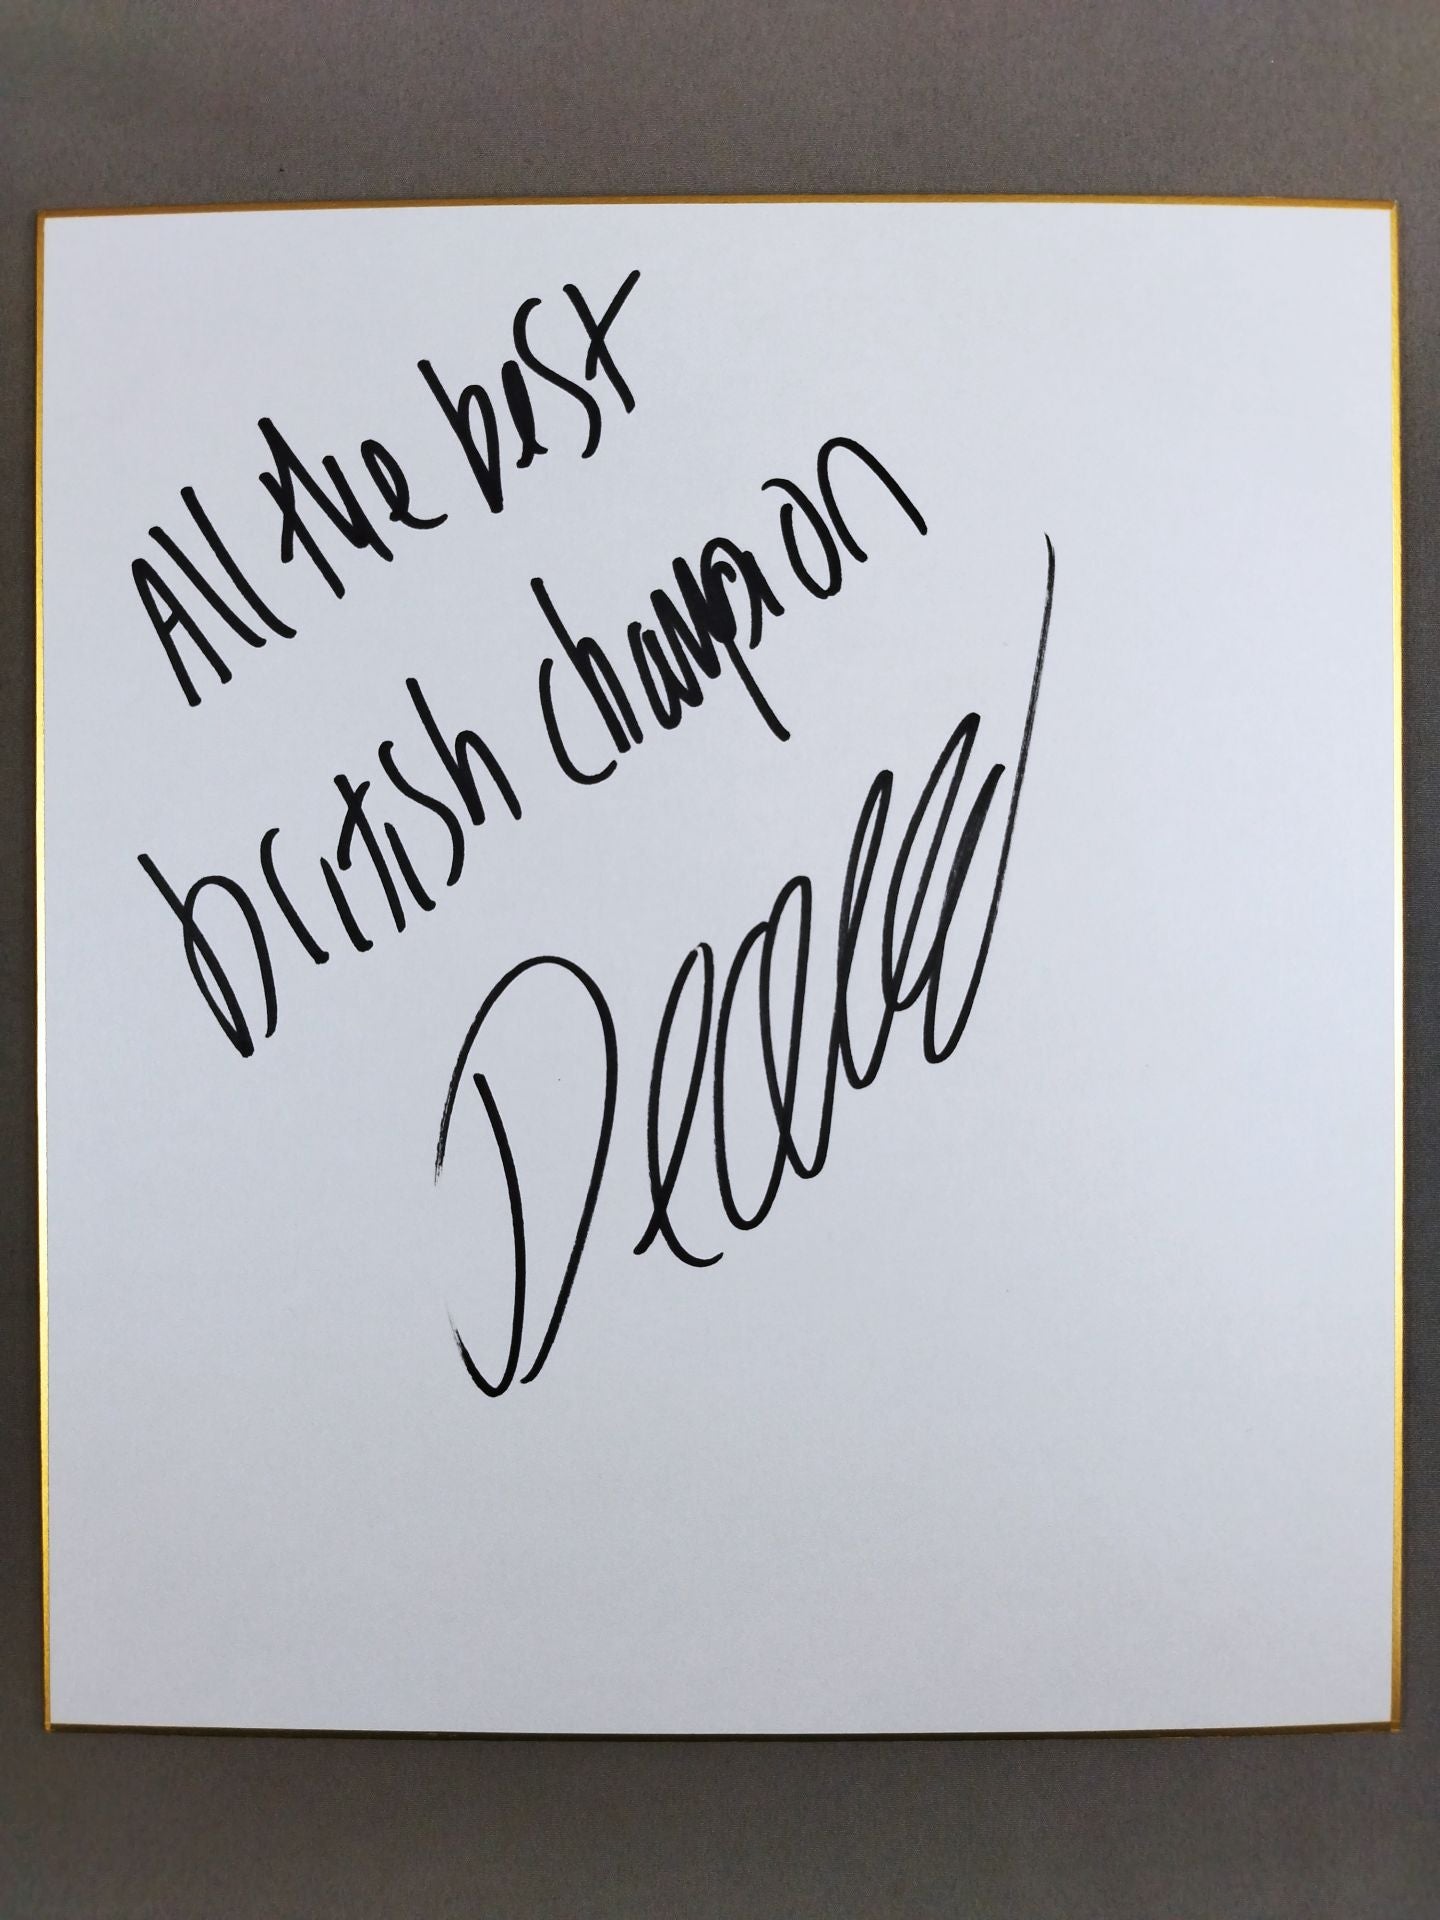 All the best
british champion